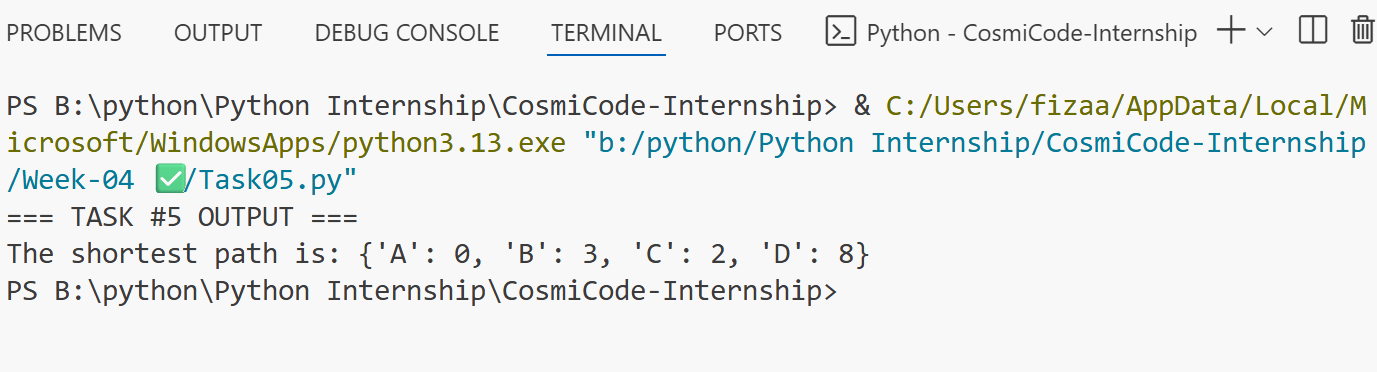 PROBLEMS OUTPUT DEBUG CONSOLE TERMINAL PORTS Python - CosmiCode-Internship
PS B:\python\Python Internship\CosmiCode-Internship> & C:/Users/fizaa/AppData/Local/M
icrosoft/WindowsApps/python3.13.exe "b:/python/Python Internship/CosmiCode-Internship
/Week-04 ✅/Task05.py"
=== TASK #5 OUTPUT ===
The shortest path is: {'A': 0, 'B': 3, 'C': 2, 'D': 8}
PS B:\python\Python Internship\CosmiCode-Internship>